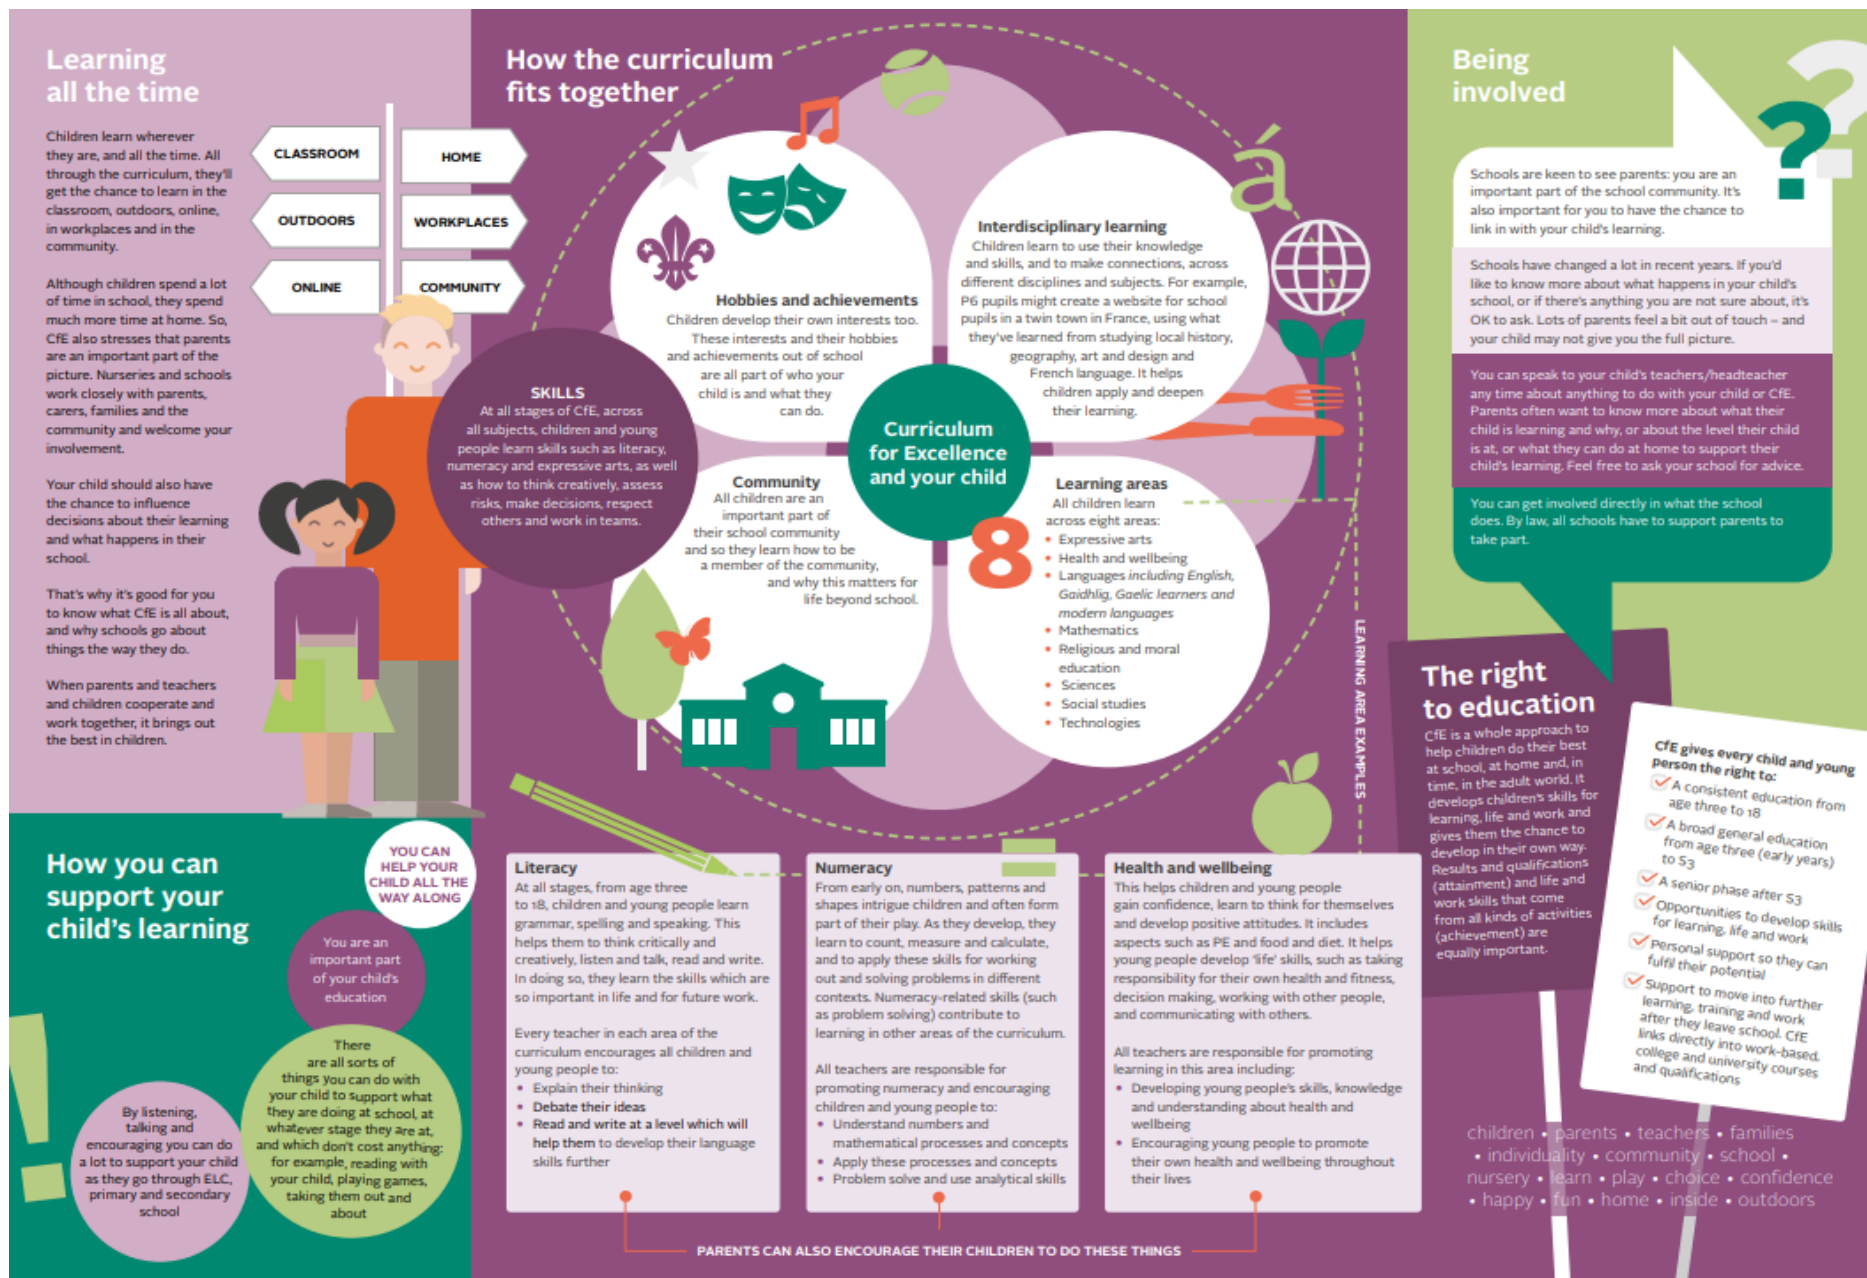 Learning
all the time
Children learn wherever
they are, and all the time. All
through the curriculum, they'll
get the chance to learn in the
classroom, outdoors, online,
in workplaces and in the
community.
Although children spend a lot
of time in school, they spend
much more time at home. So,
CfE also stresses that parents
are an important part of the
picture. Nurseries and schools
work closely with parents,
carers, families and the
community and welcome your
involvement.
Your child should also have
the chance to influence
decisions about their learning
and what happens in their
school.
That's why it's good for you
to know what CfE is all about,
and why schools go about
things the way they do.
When parents and teachers
and children cooperate and
work together, it brings out
the best in children.
CLASSROOM
HOME
OUTDOORS
WORKPLACES
ONLINE
COMMUNITY
How you can
support your
child's learning
YOU CAN
HELP YOUR
CHILD ALL THE
WAY ALONG
You are an
important part
of your child's
education
There
are all sorts of
things you can do with
your child to support what
they are doing at school, at
whatever stage they are at,
and which don't cost anything:
for example, reading with
your child, playing games,
taking them out and
about
By listening,
talking and
encouraging you can do
a lot to support your child
as they go through ELC,
primary and secondary
school
!
How the curriculum
fits together
SKILLS
At all stages of CfE, across
all subjects, children and young
people learn skills such as literacy,
numeracy and expressive arts, as well
as how to think creatively, assess
risks, make decisions, respect
others and work in teams.
Hobbies and achievements
Children develop their own interests too.
These interests and their hobbies
and achievements out of school
are all part of who your
child is and what they
can do.
á
Interdisciplinary learning
Children learn to use their knowledge
and skills, and to make connections, across
different disciplines and subjects. For example,
P6 pupils might create a website for school
pupils in a twin town in France, using what
they've learned from studying local history,
geography, art and design and
French language. It helps
children apply and deepen
their learning.
Curriculum
for Excellence
and your child
Community
All children are an
important part of
their school community
and so they learn how to be
a member of the community,
and why this matters for
life beyond school.
8
Learning areas
All children learn
across eight areas:
• Expressive arts
• Health and wellbeing
• Languages including English,
Gaidhlig, Gaelic learners and
modern languages
• Mathematics
• Religious and moral
education
• Sciences
• Social studies
• Technologies
LEARNING AREA EXAMPLES
Literacy
At all stages, from age three
to 18, children and young people learn
grammar, spelling and speaking. This
helps them to think critically and
creatively, listen and talk, read and write.
In doing so, they learn the skills which are
so important in life and for future work.
Every teacher in each area of the
curriculum encourages all children and
young people to:
• Explain their thinking
• Debate their ideas
• Read and write at a level which will
help them to develop their language
skills further
Numeracy
From early on, numbers, patterns and
shapes intrigue children and often form
part of their play. As they develop, they
learn to count, measure and calculate,
and to apply these skills for working
out and solving problems in different
contexts. Numeracy-related skills (such
as problem solving) contribute to
learning in other areas of the curriculum.
All teachers are responsible for
promoting numeracy and encouraging
children and young people to:
• Understand numbers and
mathematical processes and concepts
• Apply these processes and concepts
• Problem solve and use analytical skills
Health and wellbeing
This helps children and young people
gain confidence, learn to think for themselves
and develop positive attitudes. It includes
aspects such as PE and food and diet. It helps
young people develop 'life' skills, such as taking
responsibility for their own health and fitness,
decision making, working with other people,
and communicating with others.
All teachers are responsible for promoting
learning in this area including:
• Developing young people's skills, knowledge
and understanding about health and
wellbeing
• Encouraging young people to promote
their own health and wellbeing throughout
their lives
PARENTS CAN ALSO ENCOURAGE THEIR CHILDREN TO DO THESE THINGS
Being
involved
? ?
Schools are keen to see parents: you are an
important part of the school community. It's
also important for you to have the chance to
link in with your child's learning.
Schools have changed a lot in recent years. If you'd
like to know more about what happens in your child's
school, or if there's anything you are not sure about, it's
OK to ask. Lots of parents feel a bit out of touch – and
your child may not give you the full picture.
You can speak to your child's teachers/headteacher
any time about anything to do with your child or CfE.
Parents often want to know more about what their
child is learning and why, or about the level their child
is at, or what they can do at home to support their
child's learning. Feel free to ask your school for advice.
You can get involved directly in what the school
does. By law, all schools have to support parents to
take part.
The right
to education
CfE is a whole approach to
help children do their best
at school, at home and, in
time, in the adult world. It
develops children's skills for
learning, life and work and
gives them the chance to
develop in their own way.
Results and qualifications
(attainment) and life and
work skills that come
from all kinds of activities
(achievement) are
equally important.
CfE gives every child and young
person the right to:
A consistent education from
age three to 18
A broad general education
from age three (early years)
to S3
A senior phase after S3
Opportunities to develop skills
for learning, life and work
Personal support so they can
fulfil their potential
Support to move into further
learning, training and work
after they leave school. CfE
links directly into work-based,
college and university courses
and qualifications
children • parents • teachers • families
• individuality • community • school •
nursery • learn • play • choice • confidence
• happy • fun • home • inside • outdoors